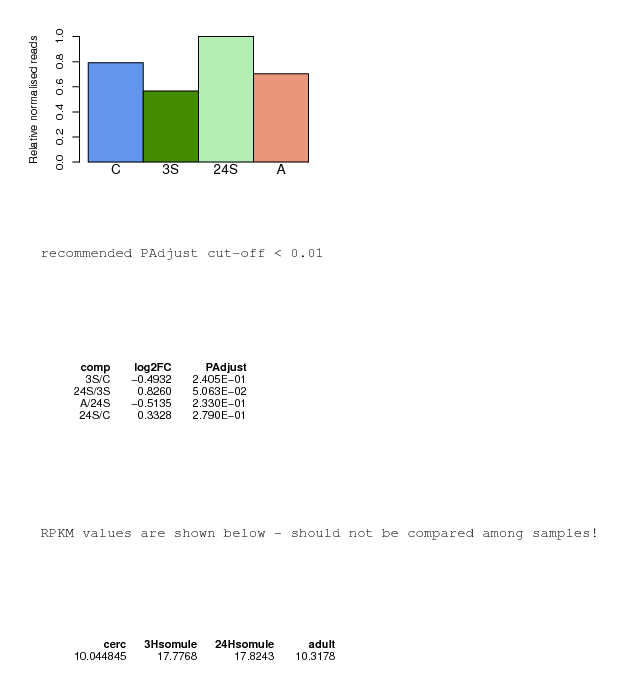 Relative normalised reads
1.0
0.8
0.6
0.4
0.2
0.0
C 3S 24S A
recommended PAdjust cut-off < 0.01
comp log2FC PAdjust
3S/C −0.4932 2.405E−01
24S/3S 0.8260 5.063E−02
A/24S −0.5135 2.330E−01
24S/C 0.3328 2.790E−01
RPKM values are shown below - should not be compared among samples!
cerc 3Hsomule 24Hsomule adult
10.044845 17.7768 17.8243 10.3178